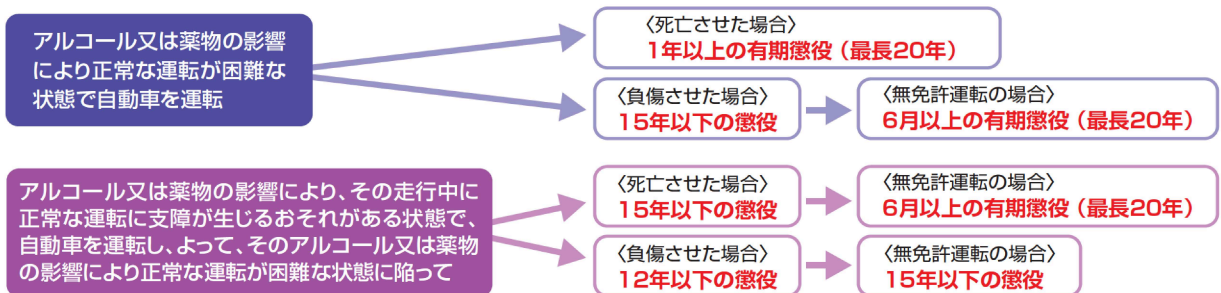 アルコール又は薬物の影響
により正常な運転が困難な
状態で自動車を運転
〈死亡させた場合〉
1年以上の有期懲役（最長20年）
〈負傷させた場合〉
15年以下の懲役
〈無免許運転の場合〉
6月以上の有期懲役（最長20年）
アルコール又は薬物の影響により、その走行中に
正常な運転に支障が生じるおそれがある状態で、
自動車を運転し、よって、そのアルコール又は薬物
の影響により正常な運転が困難な状態に陥って
〈死亡させた場合〉
15年以下の懲役
〈無免許運転の場合〉
6月以上の有期懲役（最長20年）
〈負傷させた場合〉
12年以下の懲役
〈無免許運転の場合〉
15年以下の懲役